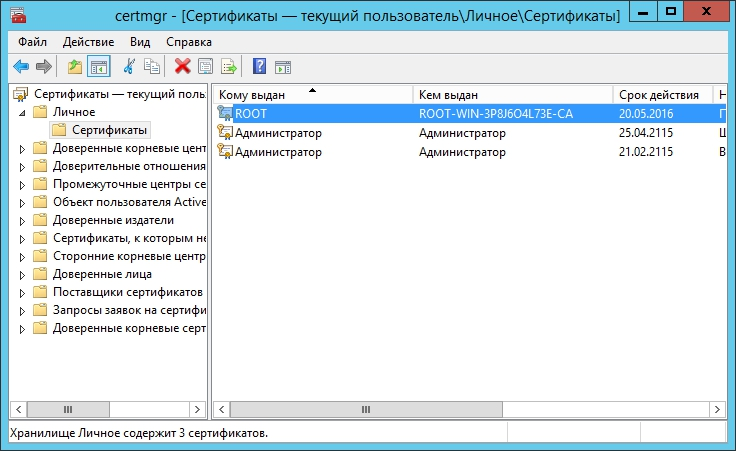 certmgr - [Сертификаты — текущий пользователь\Личное\Сертификаты]
Файл Действие Вид Справка
Сертификаты — текущий поль
Личное
Сертификаты
Доверенные корневые цент
Доверительные отношения
Промежуточные центры се
Объект пользователя Active
Доверенные издатели
Сертификаты, к которым не
Сторонние корневые центр
Доверенные лица
Поставщики сертификатов
Запросы заявок на сертифи
Доверенные корневые серт
Кому выдан Кем выдан Срок действия Н
ROOT ROOT-WIN-3P8J6O4L73E-CA 20.05.2016 Г
Администратор Администратор 25.04.2115 Ш
Администратор Администратор 21.02.2115 В
Хранилище Личное содержит 3 сертификатов.